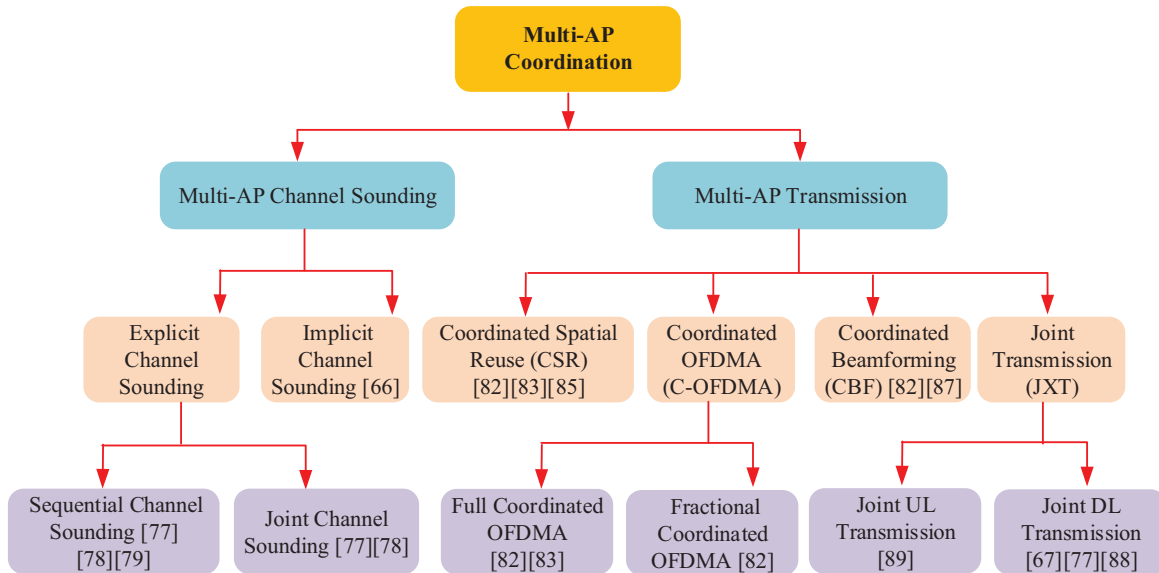 Multi-AP
Coordination
Multi-AP Channel Sounding
Multi-AP Transmission
Explicit
Channel
Sounding
Implicit
Channel
Sounding [66]
Coordinated Spatial
Reuse (CSR)
[82][83][85]
Coordinated
OFDMA
(C-OFDMA)
Coordinated
Beamforming
(CBF) [82][87]
Joint
Transmission
(JXT)
Sequential Channel
Sounding [77]
[78][79]
Joint Channel
Sounding [77][78]
Full Coordinated
OFDMA
[82][83]
Fractional
Coordinated
OFDMA [82]
Joint UL
Transmission
[89]
Joint DL
Transmission
[67][77][88]